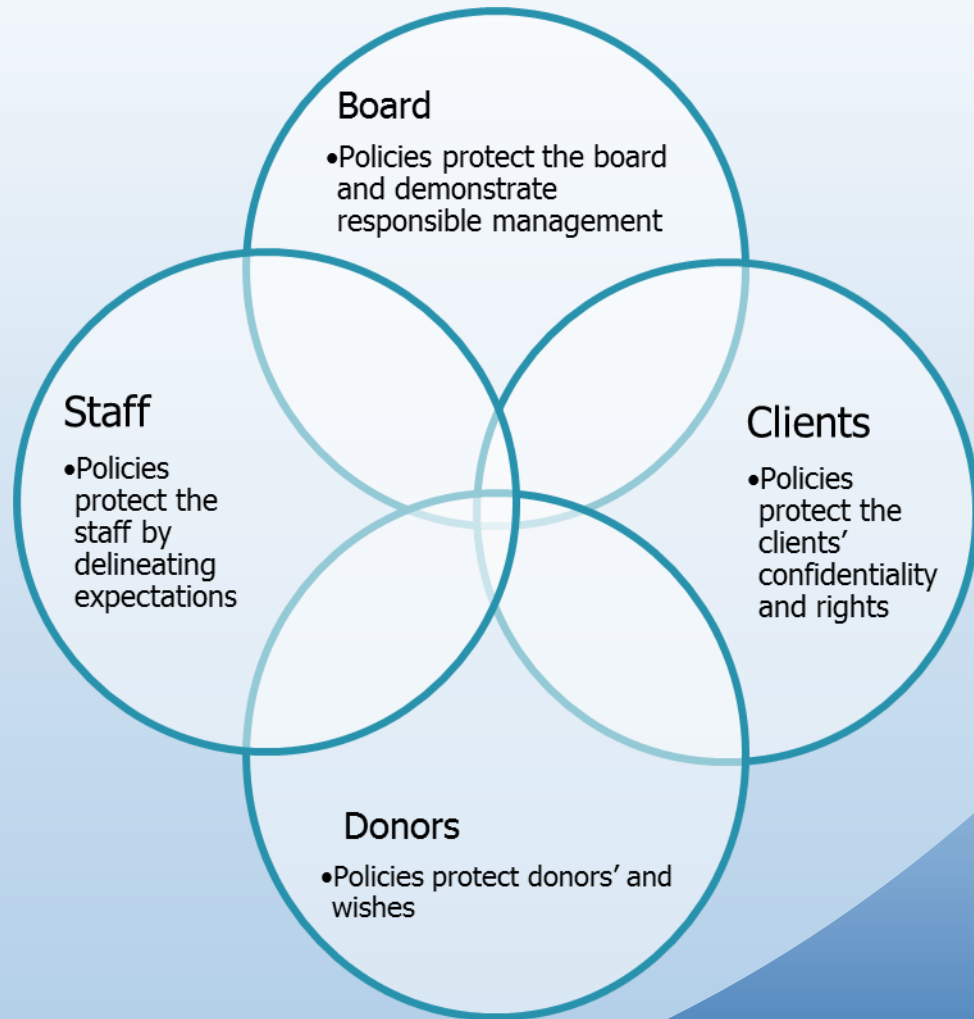 Board
•Policies protect the board
and demonstrate
responsible management
Staff
•Policies
protect the
staff by
delineating
expectations
Clients
•Policies
protect the
clients’
confidentiality
and rights
Donors
•Policies protect donors’ and
wishes